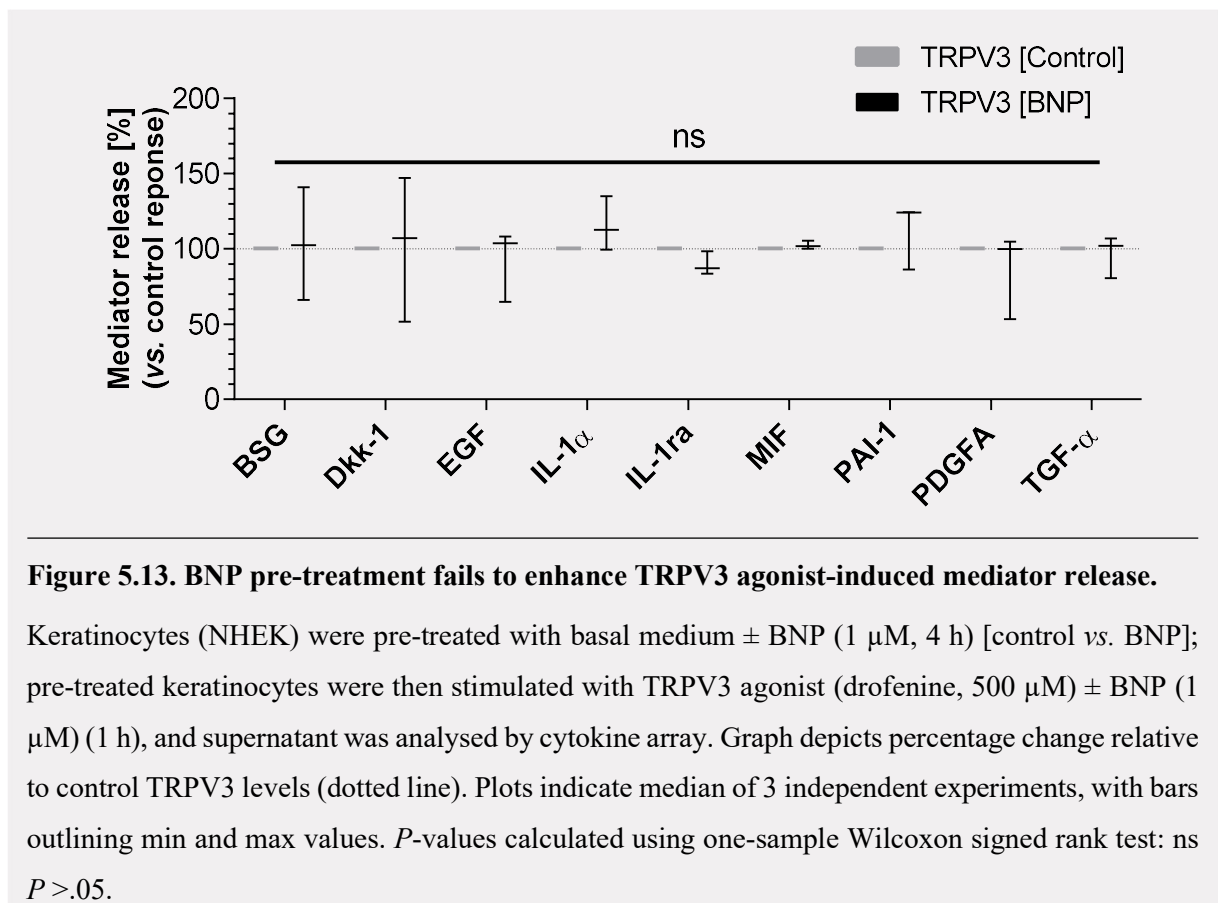 TRPV3 [Control]
TRPV3 [BNP]
Mediator release [%]
(vs. control reponse)
200
150
100
50
0
ns
BSG
Dkk-1
EGF
IL-1α
IL-1ra
MIF
PAI-1
PDGFA
TGF-α
Figure 5.13. BNP pre-treatment fails to enhance TRPV3 agonist-induced mediator release.
Keratinocytes (NHEK) were pre-treated with basal medium ± BNP (1 µM, 4 h) [control vs. BNP];
pre-treated keratinocytes were then stimulated with TRPV3 agonist (drofenine, 500 µM) ± BNP (1
µM) (1 h), and supernatant was analysed by cytokine array. Graph depicts percentage change relative
to control TRPV3 levels (dotted line). Plots indicate median of 3 independent experiments, with bars
outlining min and max values. P-values calculated using one-sample Wilcoxon signed rank test: ns
P >.05.